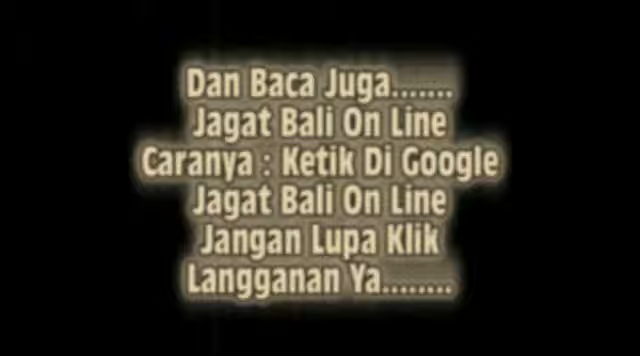 Dan Baca Juga.......
Jagat Bali On Line
Caranya : Ketik Di Google
Jagat Bali On Line
Jangan Lupa Klik
Langganan Ya........